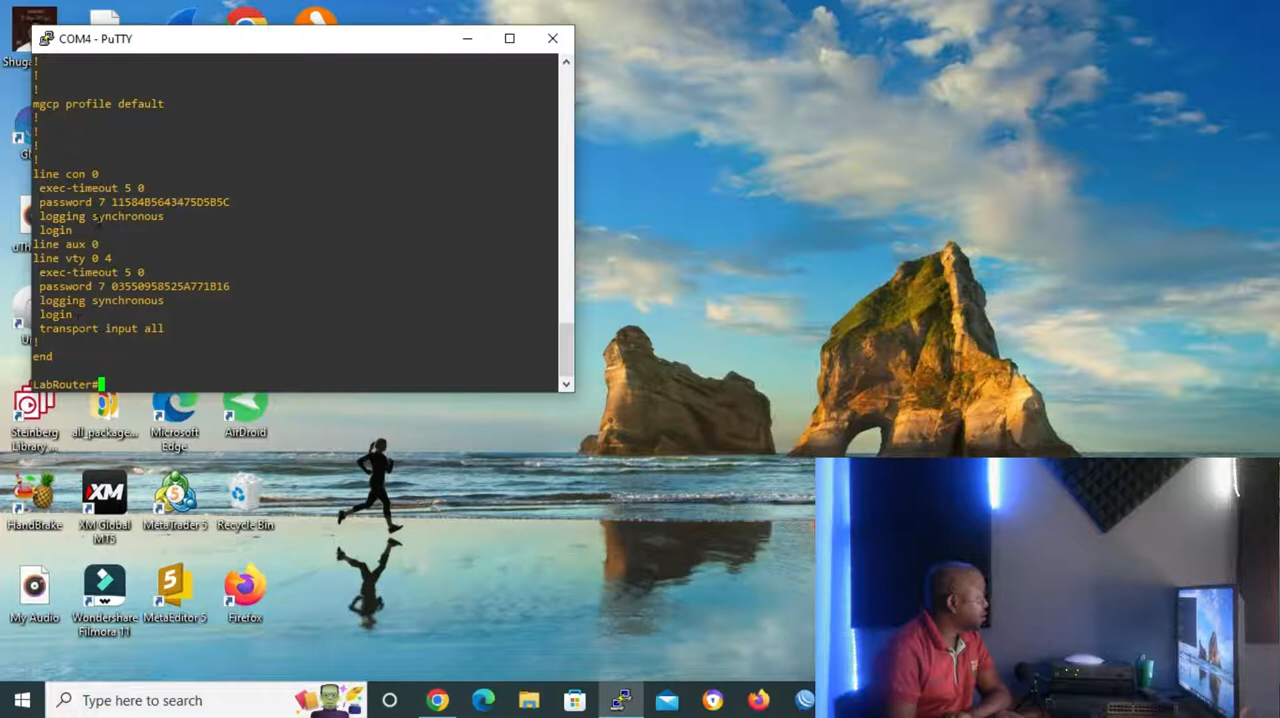 COM4 - PuTTY
!
!
!
mgcp profile default
!
!
!
!
line con 0
exec-timeout 5 0
password 7 11584B5643475D5B5C
logging synchronous
login
line aux 0
line vty 0 4
exec-timeout 5 0
password 7 03550958525A771B16
logging synchronous
login
transport input all
!
end
LabRouter#
Steinberg
Library ...
all_package...
Microsoft
Edge
AirDroid
HandBrake
XM
XM Global
MT5
5
MetaTrader 5
Recycle Bin
My Audio
Wondershare
Filmora 11
5
MetaEditor 5
Firefox
Type here to search